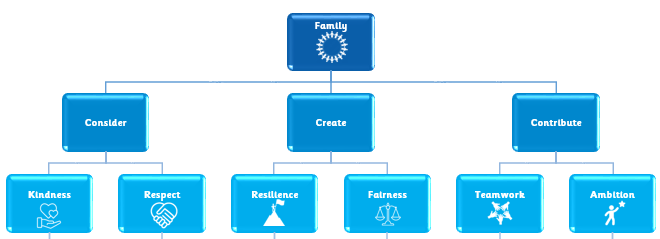 Family
Consider
Create
Contribute
Kindness
Respect
Resilience
Fairness
Teamwork
Ambition